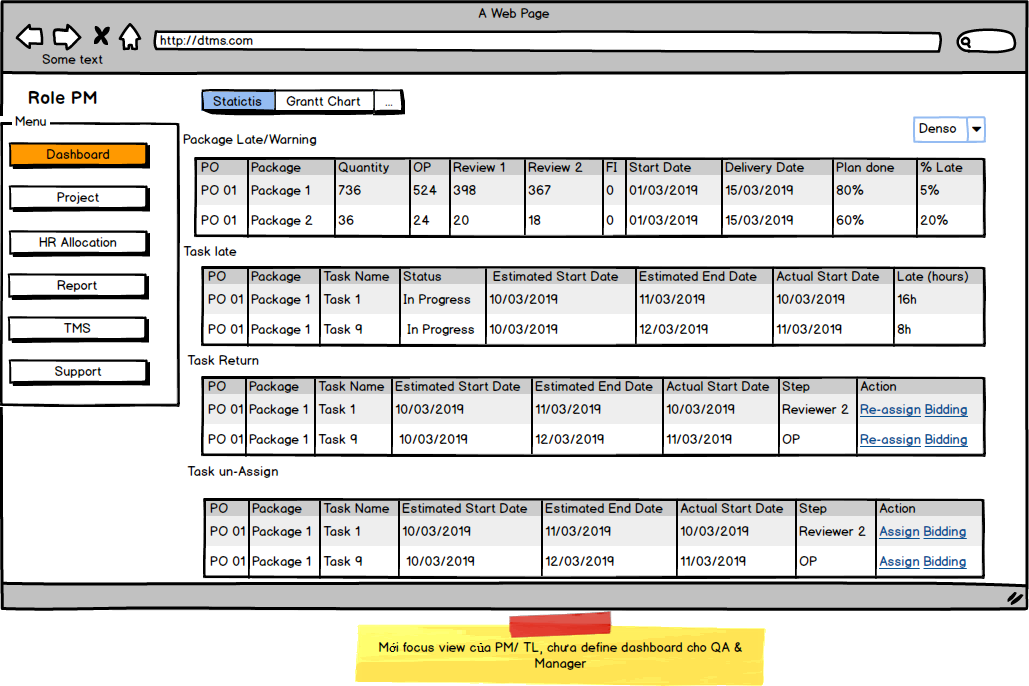 A Web Page
http://dtms.com
Some text
Role PM
Menu
Dashboard
Project
HR Allocation
Report
TMS
Support
Statictis Grantt Chart ...
Denso
Package Late/Warning
PO Package Quantity OP Review 1 Review 2 FI Start Date Delivery Date Plan done % Late
PO 01 Package 1 736 524 398 367 0 01/03/2019 15/03/2019 80% 5%
PO 01 Package 2 36 24 20 18 0 01/03/2019 15/03/2019 60% 20%
Task late
PO Package Task Name Status Estimated Start Date Estimated End Date Actual Start Date Late (hours)
PO 01 Package 1 Task 1 In Progress 10/03/2019 11/03/2019 10/03/2019 16h
PO 01 Package 1 Task 9 In Progress 10/03/2019 12/03/2019 11/03/2019 8h
Task Return
PO Package Task Name Estimated Start Date Estimated End Date Actual Start Date Step Action
PO 01 Package 1 Task 1 10/03/2019 11/03/2019 10/03/2019 Reviewer 2 Re-assign Bidding
PO 01 Package 1 Task 9 10/03/2019 12/03/2019 11/03/2019 OP Re-assign Bidding
Task un-Assign
PO Package Task Name Estimated Start Date Estimated End Date Actual Start Date Step Action
PO 01 Package 1 Task 1 10/03/2019 11/03/2019 10/03/2019 Reviewer 2 Assign Bidding
PO 01 Package 1 Task 9 10/03/2019 12/03/2019 11/03/2019 OP Assign Bidding
Mới focus view của PM/ TL, chưa define dashboard cho QA &
Manager